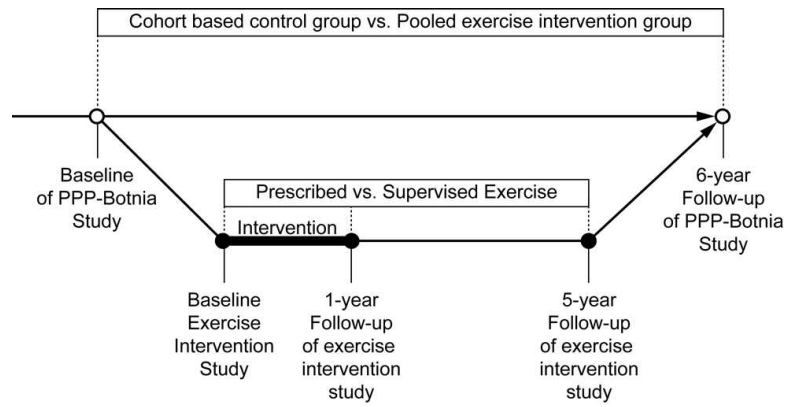 Cohort based control group vs. Pooled exercise intervention group
Baseline
of PPP-Botnia
Study
6-year
Follow-up
of PPP-Botnia
Study
Prescribed vs. Supervised Exercise
Intervention
Baseline
Exercise
Intervention
Study
1-year
Follow-up
of exercise
intervention
study
5-year
Follow-up
of exercise
intervention
study